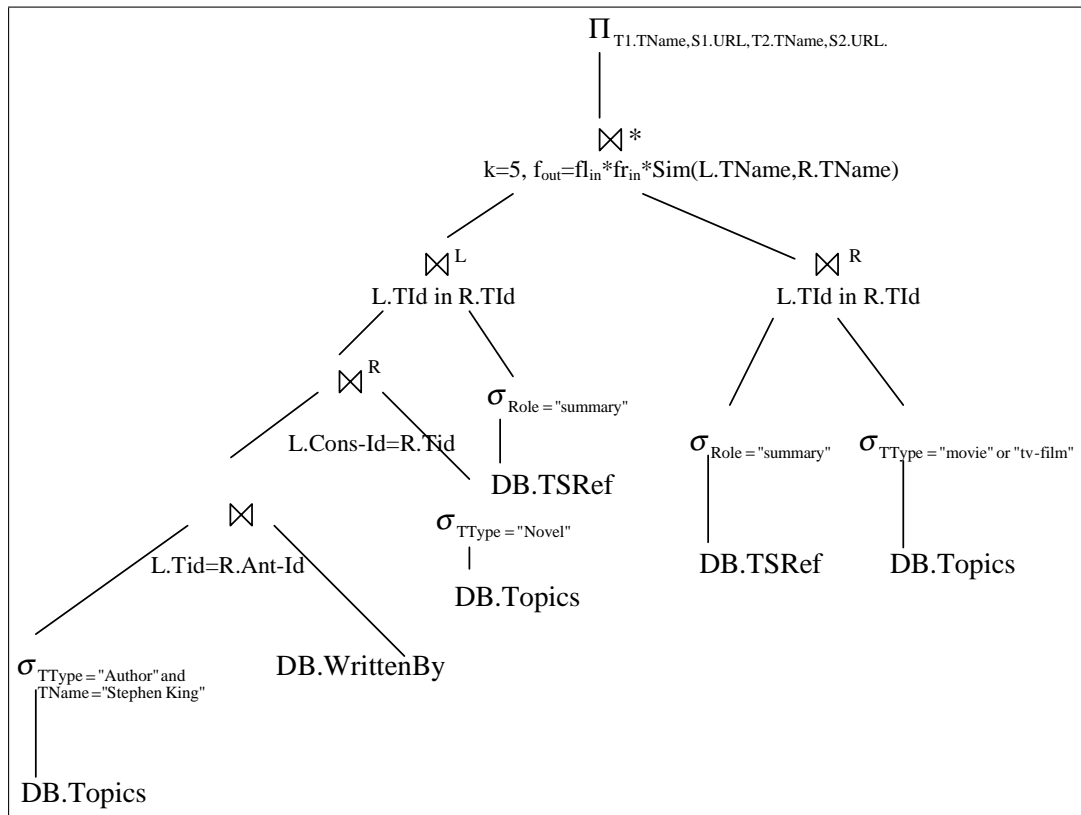 Π T1.TName,S1.URL,T2.TName,S2.URL.
⋈ *
k=5, f_out=fl_in*fr_in*Sim(L.TName,R.TName)
⋈ L
L.TId in R.TId
⋈ R
L.TId in R.TId
⋈ R
L.Cons-Id=R.Tid
σ Role="summary"
DB.TSRef
σ Role="summary"
σ TType="movie" or "tv-film"
⋈
L.Tid=R.Ant-Id
σ TType="Novel"
DB.Topics
DB.TSRef
DB.Topics
σ TType="Author" and
TName="Stephen King"
DB.WrittenBy
DB.Topics